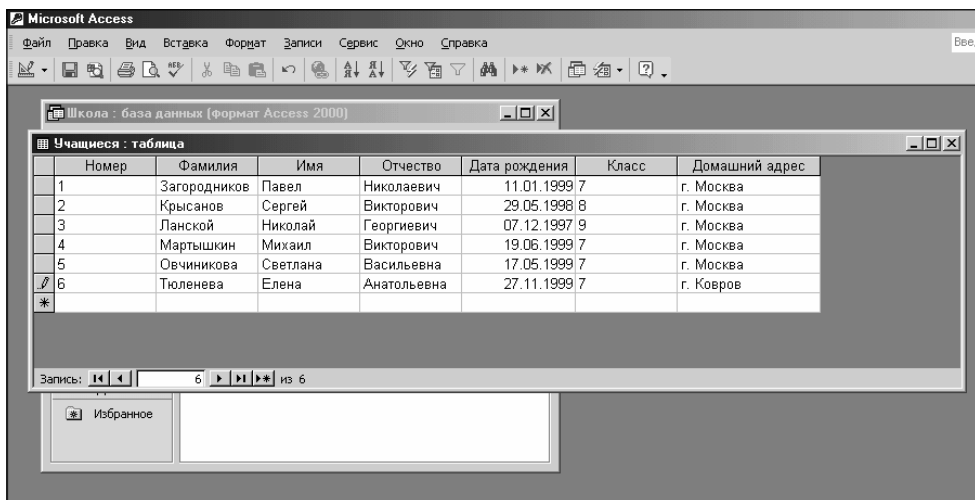 Microsoft Access
Файл Правка Вид Вставка Формат Записи Сервис Окно Справка Вве
Школа : база данных (формат Access 2000)
Учащиеся : таблица
Номер Фамилия Имя Отчество Дата рождения Класс Домашний адрес
1 Загородников Павел Николаевич 11.01.1999 7 г. Москва
2 Крысанов Сергей Викторович 29.05.1998 8 г. Москва
3 Ланской Николай Георгиевич 07.12.1997 9 г. Москва
4 Мартышкин Михаил Викторович 19.06.1999 7 г. Москва
5 Овчиникова Светлана Васильевна 17.05.1999 7 г. Москва
6 Тюленева Елена Анатольевна 27.11.1999 7 г. Ковров
Запись: 6 из 6
Избранное